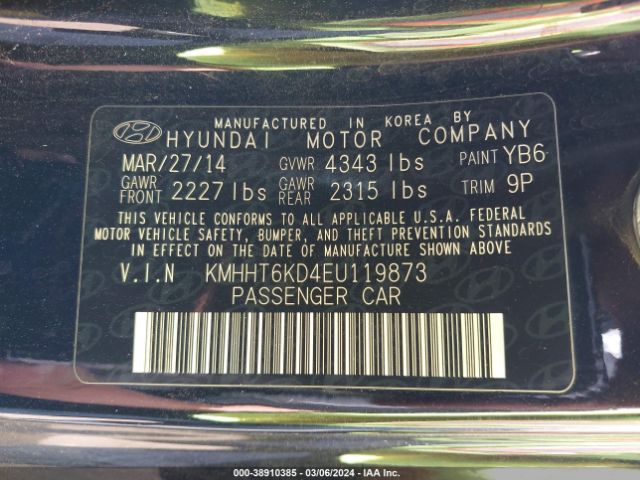 MANUFACTURED IN KOREA BY
HYUNDAI MOTOR COMPANY
MAR/27/14 GVWR 4343 lbs PAINT YB6
GAWR FRONT 2227 lbs GAWR REAR 2315 lbs TRIM 9P
THIS VEHICLE CONFORMS TO ALL APPLICABLE U.S.A. FEDERAL
MOTOR VEHICLE SAFETY, BUMPER, AND THEFT PREVENTION STANDARDS
IN EFFECT ON THE DATE OF MANUFACTURE SHOWN ABOVE.
V.I.N KMHHT6KD4EU119873
PASSENGER CAR
000-38910385 - 03/06/2024 - IAA Inc.